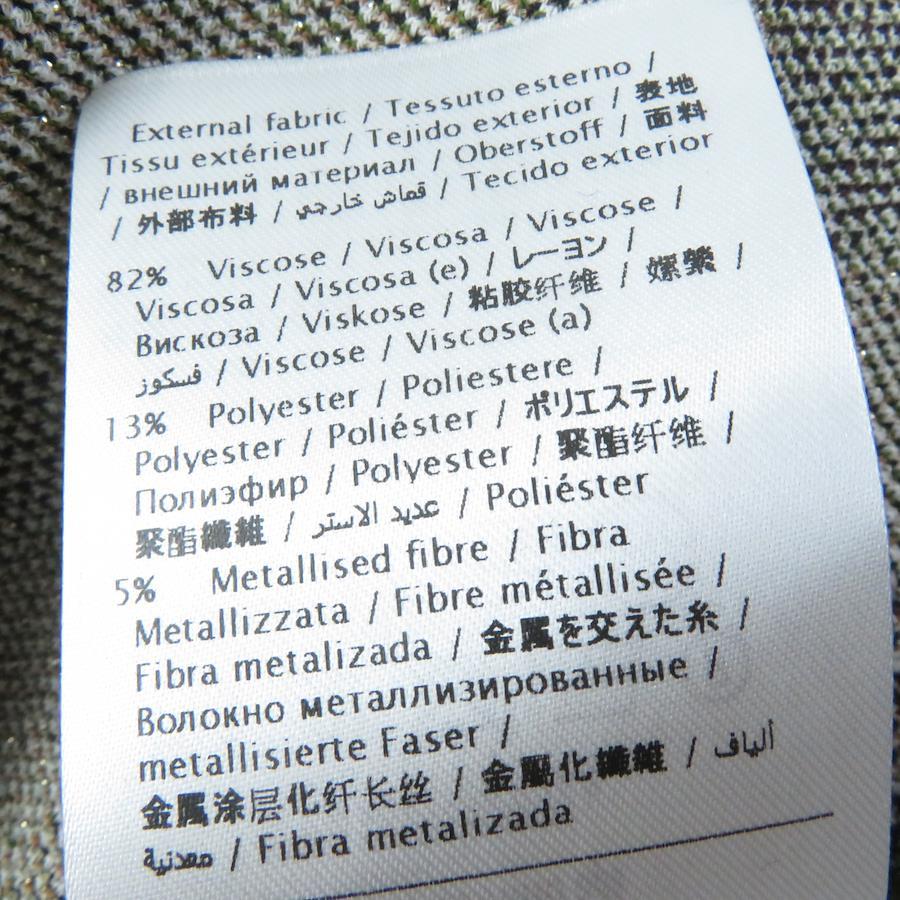 External fabric / Tessuto esterno /
Tissu extérieur / Tejido exterior / 表地
/ внешний материал / Oberstoff / 面料
/ 外部布料 / قماش خارجي / Tecido exterior
82% Viscose / Viscosa / Viscose /
Viscosa / Viscosa (e) / レーヨン /
Вискоза / Viskose / 粘胶纤维 / 嫘縈 /
فسكوز / Viscose / Viscose (a)
13% Polyester / Poliestere /
Polyester / Poliéster / ポリエステル /
Полиэфир / Polyester / 聚酯纤维 /
聚酯纖維 / عديد الاستر / Poliéster
5% Metallised fibre / Fibra
Metallizzata / Fibre métallisée /
Fibra metalizada / 金属を交えた糸 /
Волокно металлизированные /
metallisierte Faser /
金属涂层化纤长丝 / 金屬化纖維 / ألياف
معدنية / Fibra metalizada